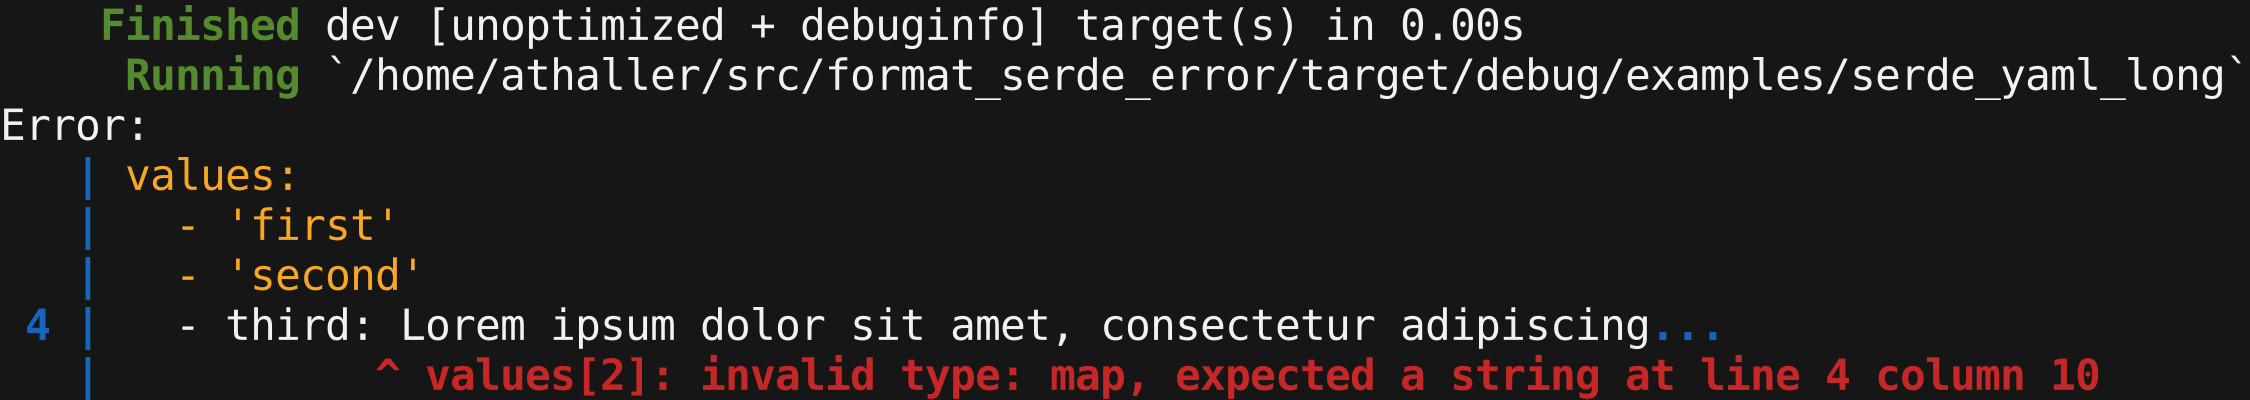 Finished dev [unoptimized + debuginfo] target(s) in 0.00s
     Running `/home/athaller/src/format_serde_error/target/debug/examples/serde_yaml_long`
Error:
   | values:
   |   - 'first'
   |   - 'second'
 4 |   - third: Lorem ipsum dolor sit amet, consectetur adipiscing...
   |           ^ values[2]: invalid type: map, expected a string at line 4 column 10